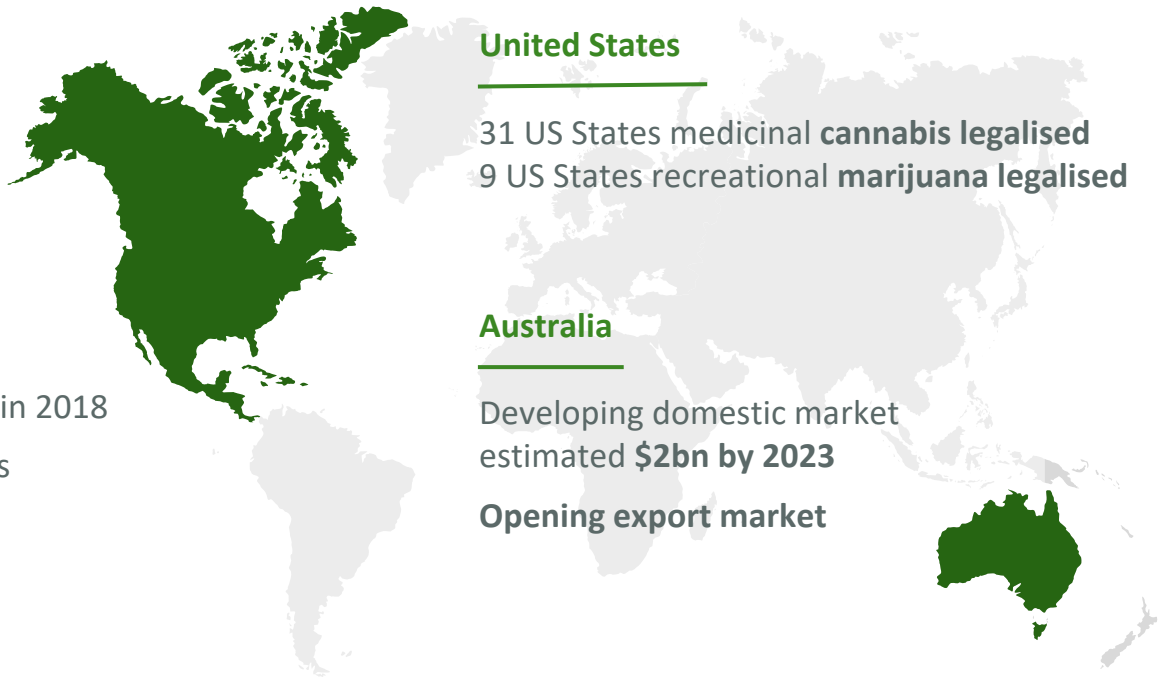 United States
31 US States medicinal cannabis legalised
9 US States recreational marijuana legalised
Australia
in 2018
s
Developing domestic market
estimated $2bn by 2023
Opening export market